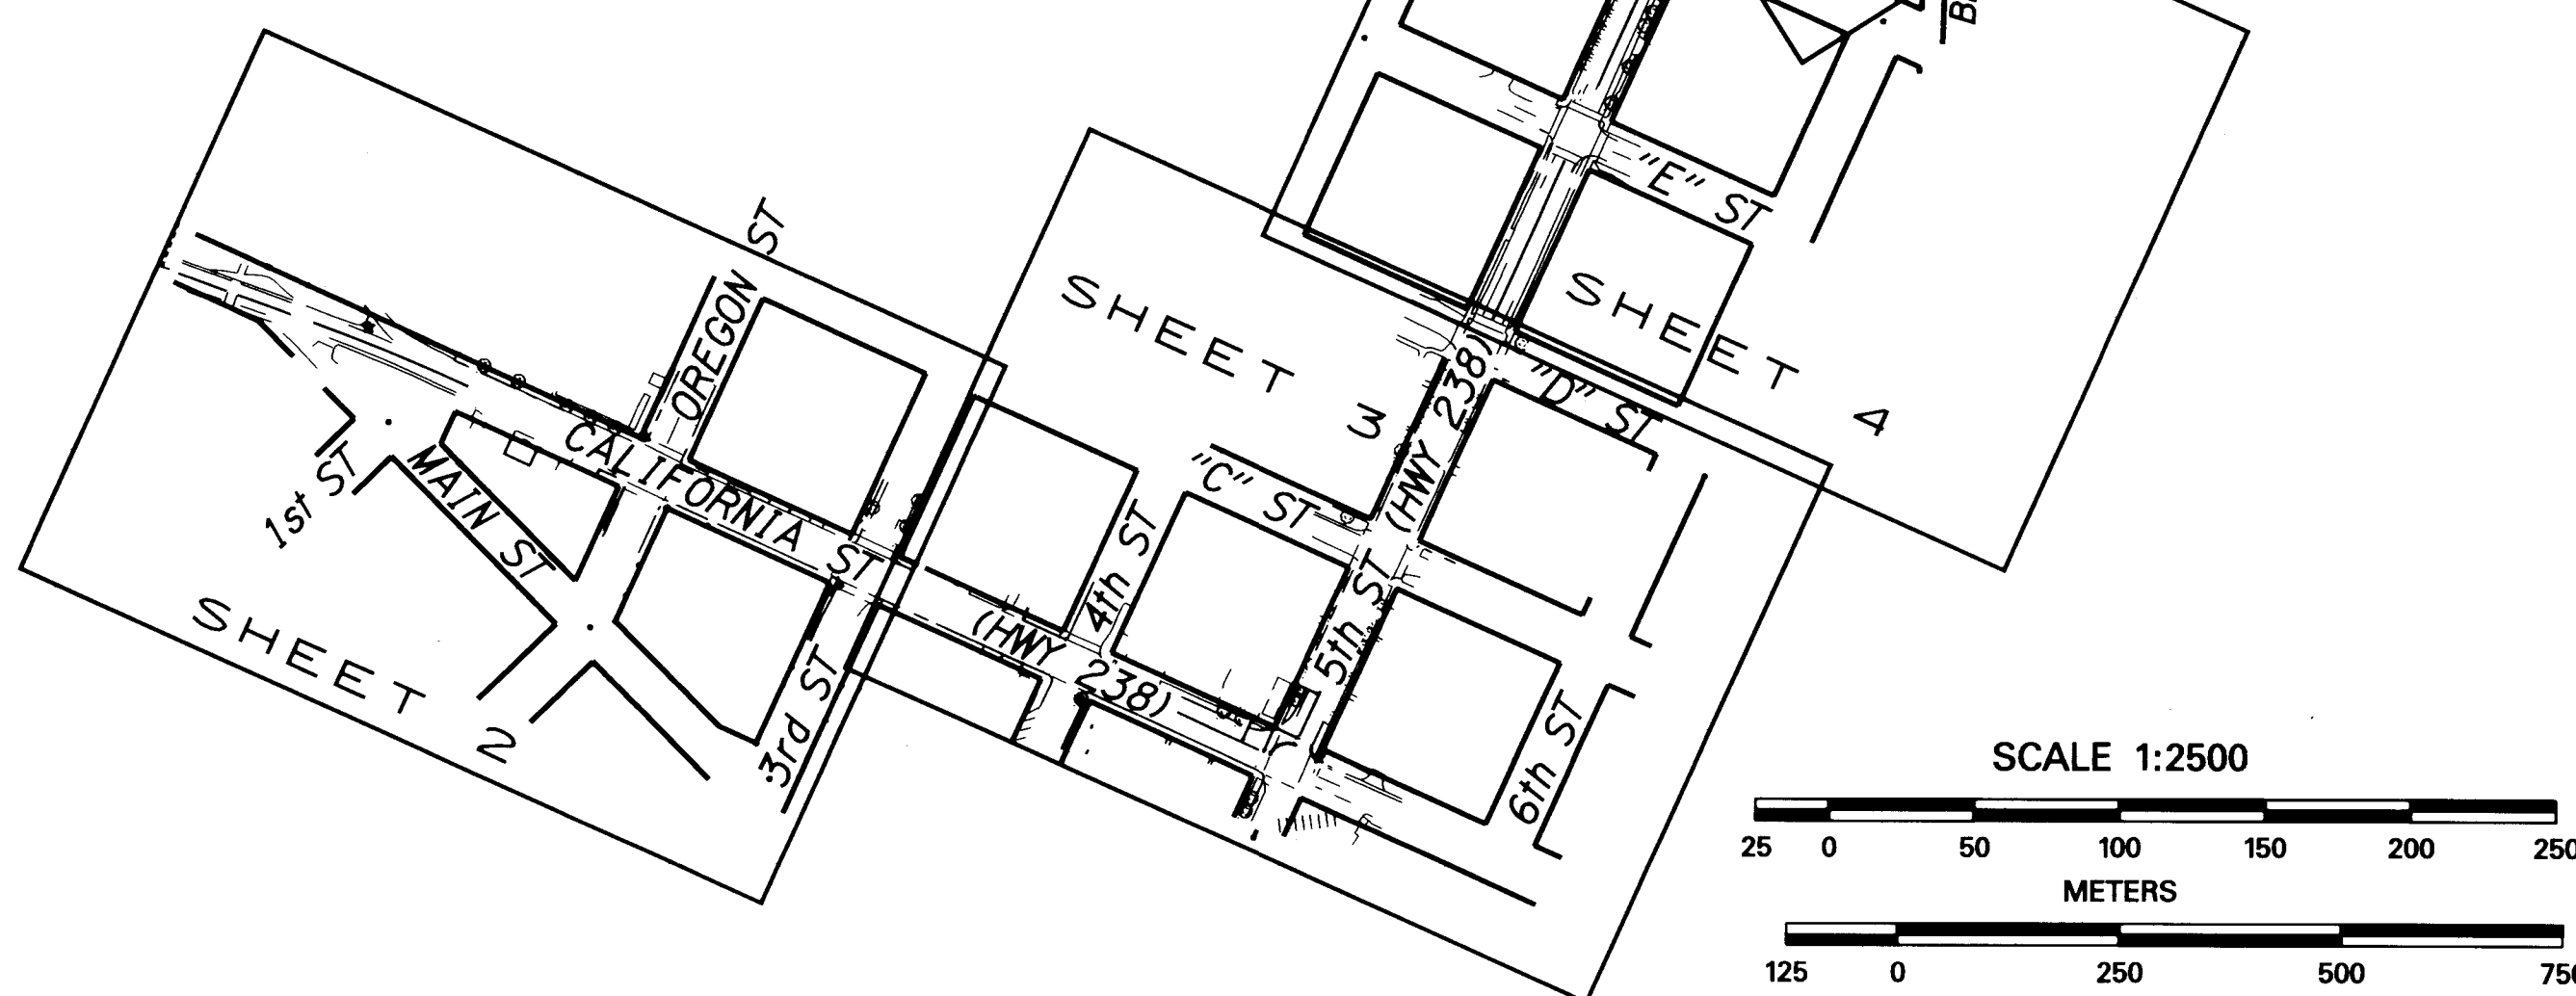 B
"E" ST
SHEET 4
OREGON ST
SHEET 3
(HWY 238)
"D" ST
CALIFORNIA ST
"C" ST
MAIN ST
1st ST
4th ST
5th ST
(HWY 238)
SHEET 2
3rd ST
6th ST
SCALE 1:2500
25 0 50 100 150 200 250
METERS
125 0 250 500 750